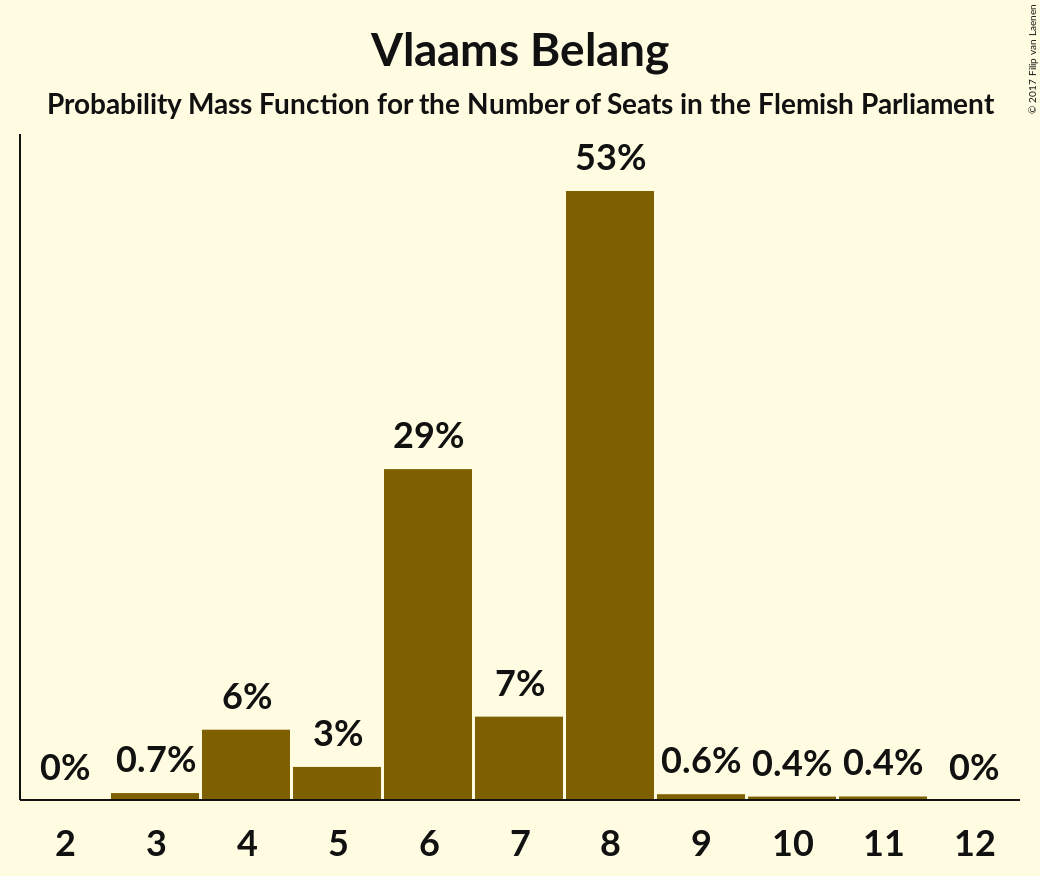 Vlaams Belang
Probability Mass Function for the Number of Seats in the Flemish Parliament
© 2017 Filip van Laenen
53%
29%
7%
6%
3%
0%
0.7%
0.6%
0.4%
0.4%
0%
2 3 4 5 6 7 8 9 10 11 12